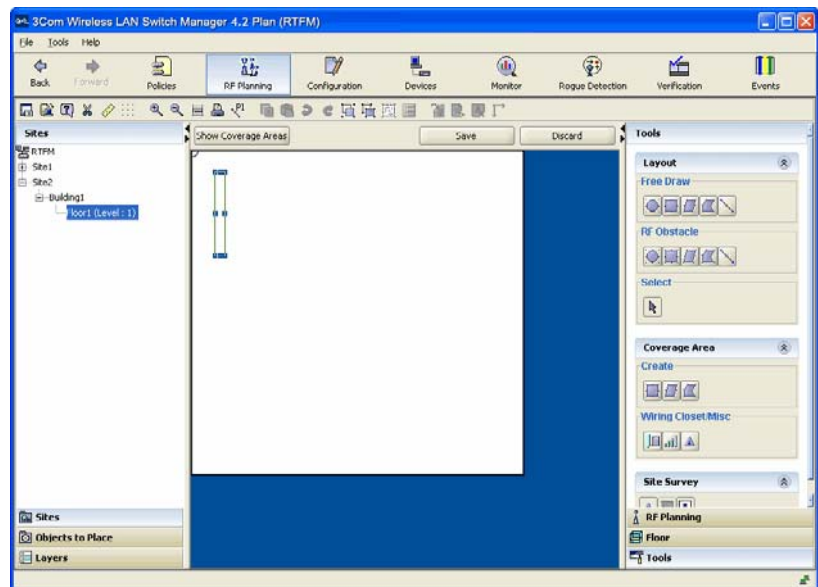 3Com Wireless LAN Switch Manager 4.2 Plan (RTFM)
File Tools Help
Back Forward Policies RF Planning Configuration Devices Monitor Rogue Detection Verification Events
Sites
Show Coverage Areas Save Discard
Tools
RTFM
Site1
Site2
Building1
loor1 (Level : 1)
Layout
Free Draw
RF Obstacle
Select
Coverage Area
Create
Wiring Closet/Misc
Site Survey
Sites
Objects to Place
Layers
RF Planning
Floor
Tools